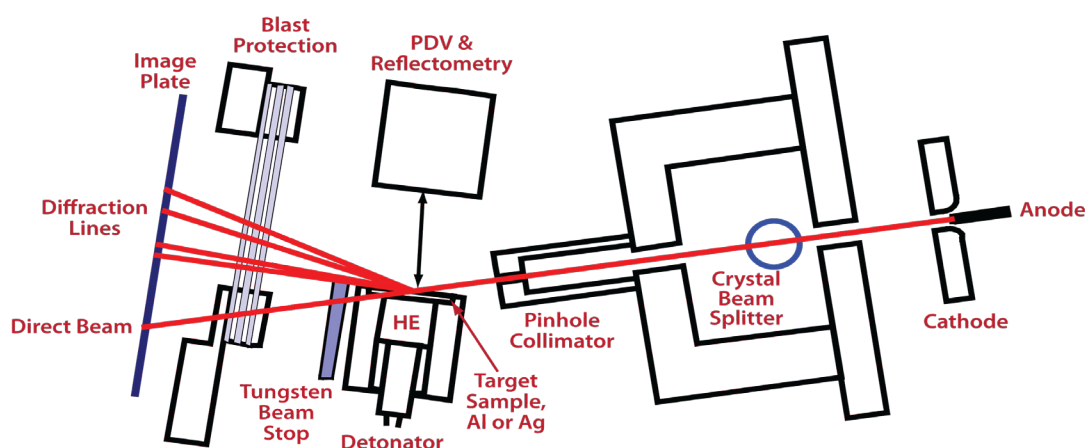 Blast
Protection
Image
Plate
PDV &
Reflectometry
Diffraction
Lines
Anode
Direct Beam
HE
Pinhole
Collimator
Crystal
Beam
Splitter
Cathode
Tungsten
Beam
Stop
Target
Sample,
Al or Ag
Detonator